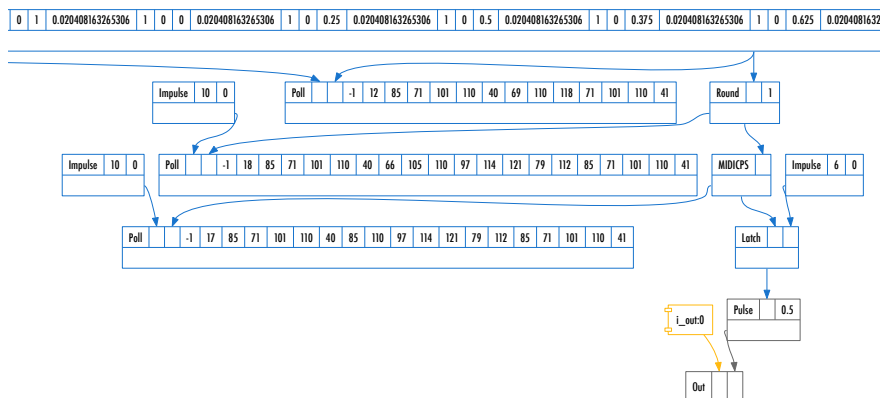 0 1 0.020408163265306 1 0 0 0.020408163265306 1 0 0.25 0.020408163265306 1 0 0.5 0.020408163265306 1 0 0.375 0.020408163265306 1 0 0.625 0.0204081632
Impulse 10 0 Poll -1 12 85 71 101 110 40 69 110 118 71 101 110 41 Round 1
Impulse 10 0 Poll -1 18 85 71 101 110 40 66 105 110 97 114 121 79 112 85 71 101 110 41 MIDICPS Impulse 6 0
Poll -1 17 85 71 101 110 40 85 110 97 114 121 79 112 85 71 101 110 41 Latch
i_out:0 Pulse 0.5
Out